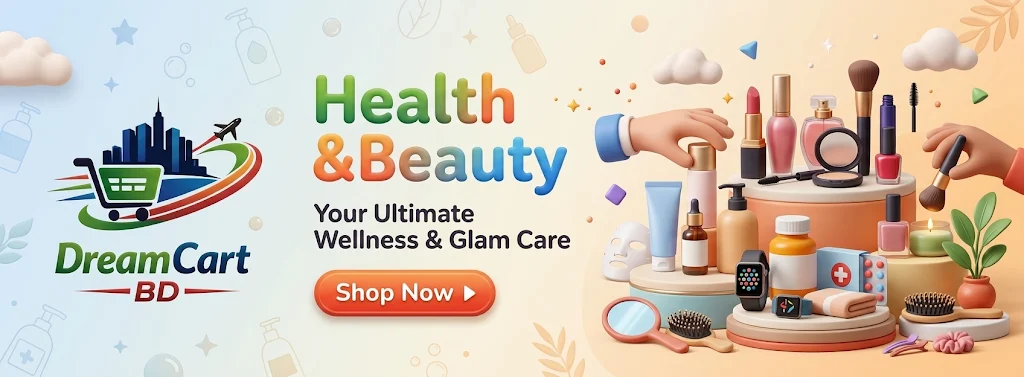 DreamCart
BD
Health
&Beauty
Your Ultimate
Wellness & Glam Care
Shop Now